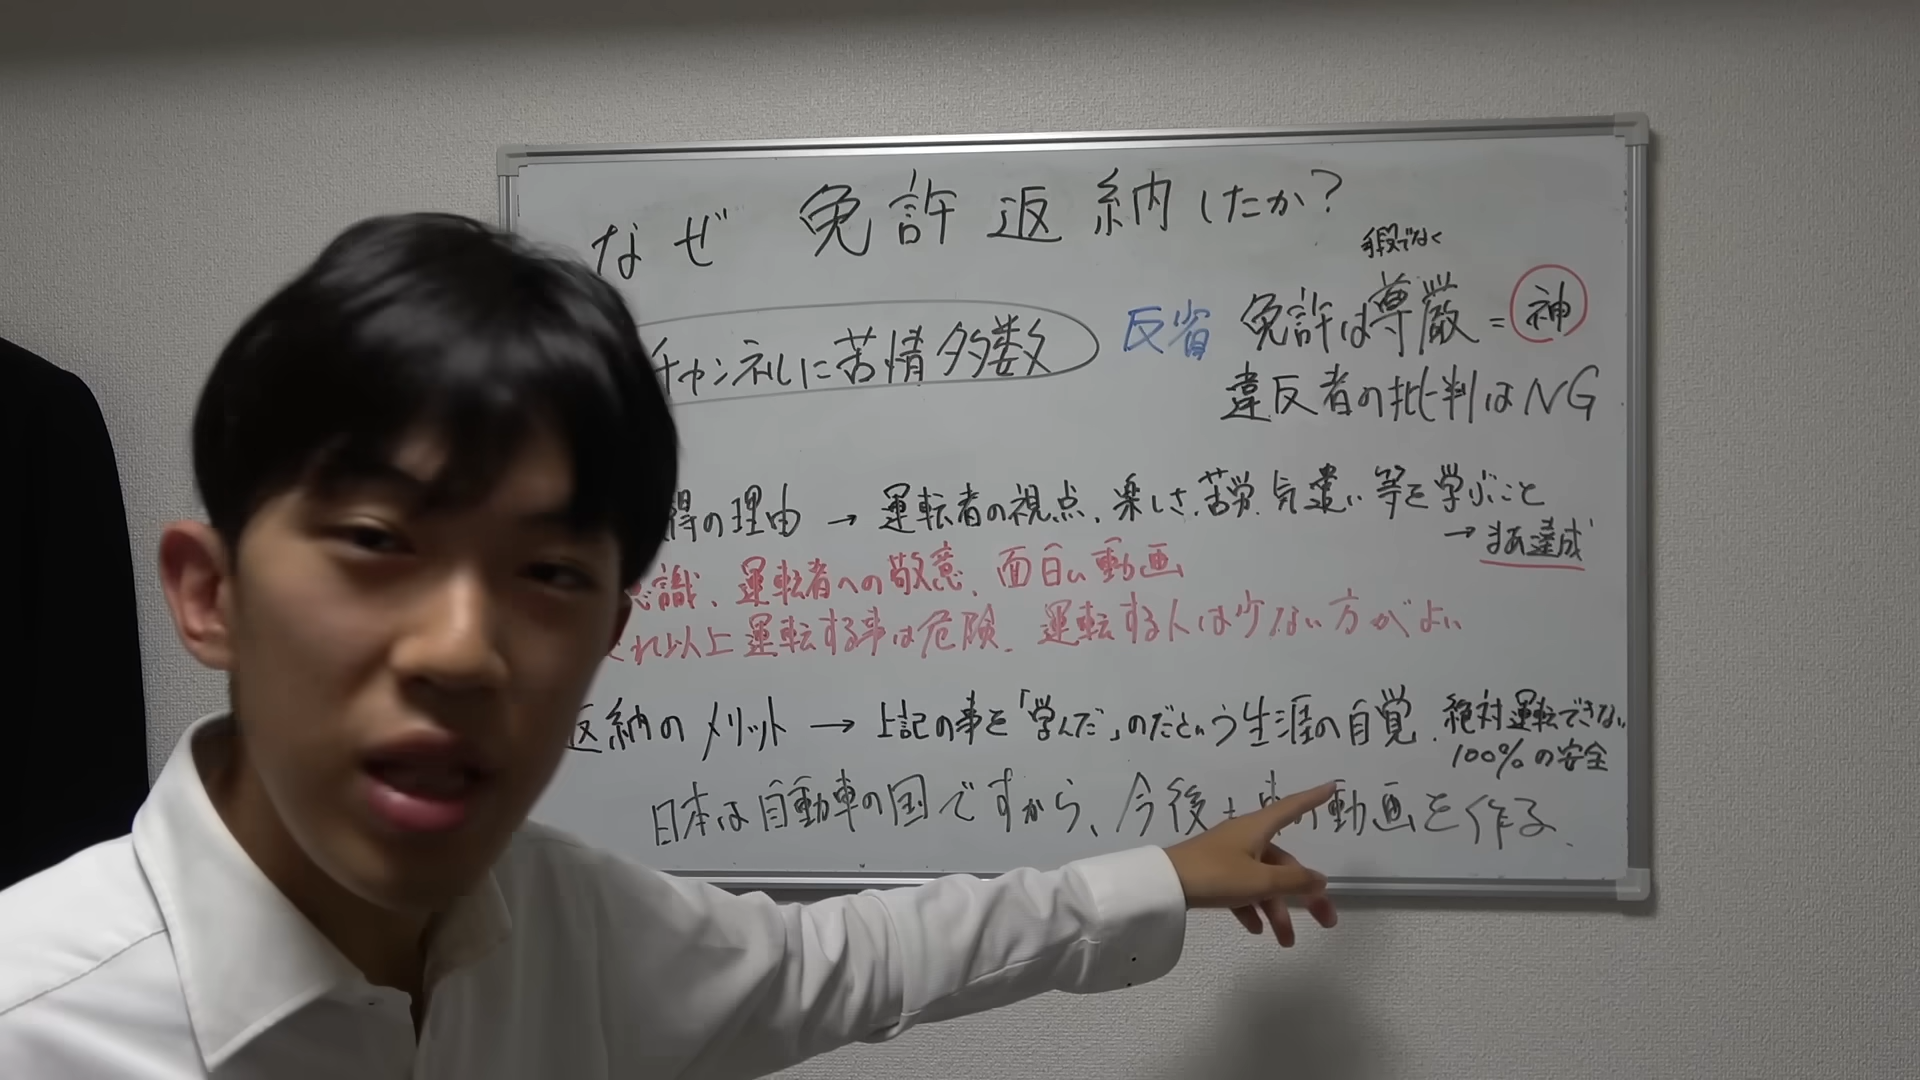 なぜ 免許返納したか?
手段でなく
チャンネルに苦情多数
反省 免許は尊厳=神
違反者の批判はNG
得の理由→運転者の視点、楽しさ、苦労、気遣い等を学ぶこと
→まあ達成
識、運転者への敬意、面白い動画
これ以上運転する事は危険、運転する人は少ない方がよい
返納のメリット→上記の事を「学んだ」のだという生涯の自覚、絶対運転できない
100%の安全
日本は自動車の国ですから、今後も車の動画を作る。